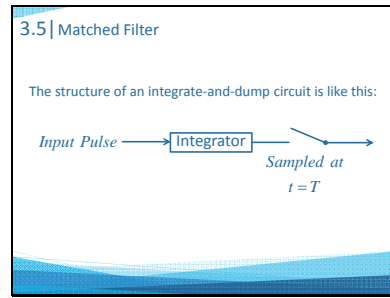 3.5| Matched Filter
The structure of an integrate-and-dump circuit is like this:
Input Pulse Integrator
Sampled at
t = T